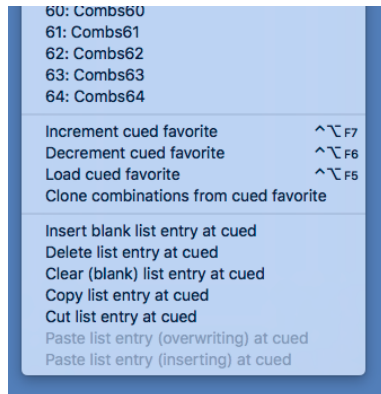 60: Combs60
61: Combs61
62: Combs62
63: Combs63
64: Combs64
Increment cued favorite ^⌥ F7
Decrement cued favorite ^⌥ F6
Load cued favorite ^⌥ F5
Clone combinations from cued favorite
Insert blank list entry at cued
Delete list entry at cued
Clear (blank) list entry at cued
Copy list entry at cued
Cut list entry at cued
Paste list entry (overwriting) at cued
Paste list entry (inserting) at cued